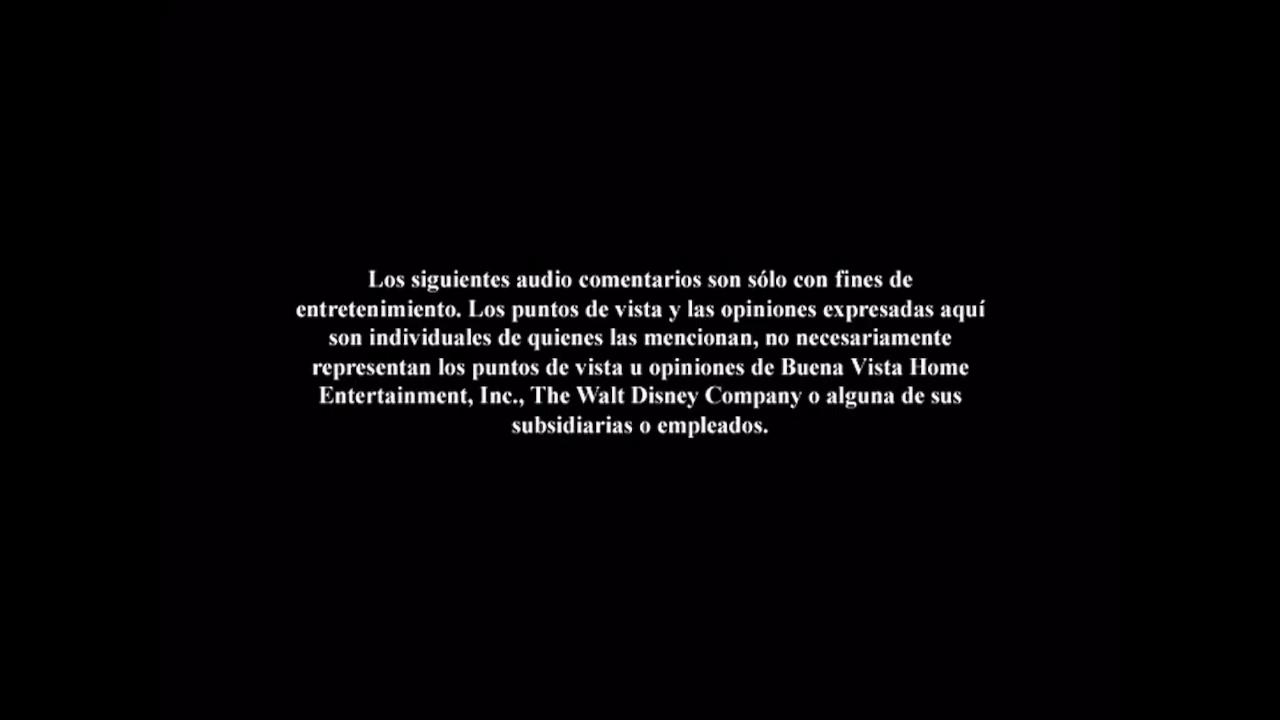 Los siguientes audio comentarios son sólo con fines de
entretenimiento. Los puntos de vista y las opiniones expresadas aquí
son individuales de quienes las mencionan, no necesariamente
representan los puntos de vista u opiniones de Buena Vista Home
Entertainment, Inc., The Walt Disney Company o alguna de sus
subsidiarias o empleados.